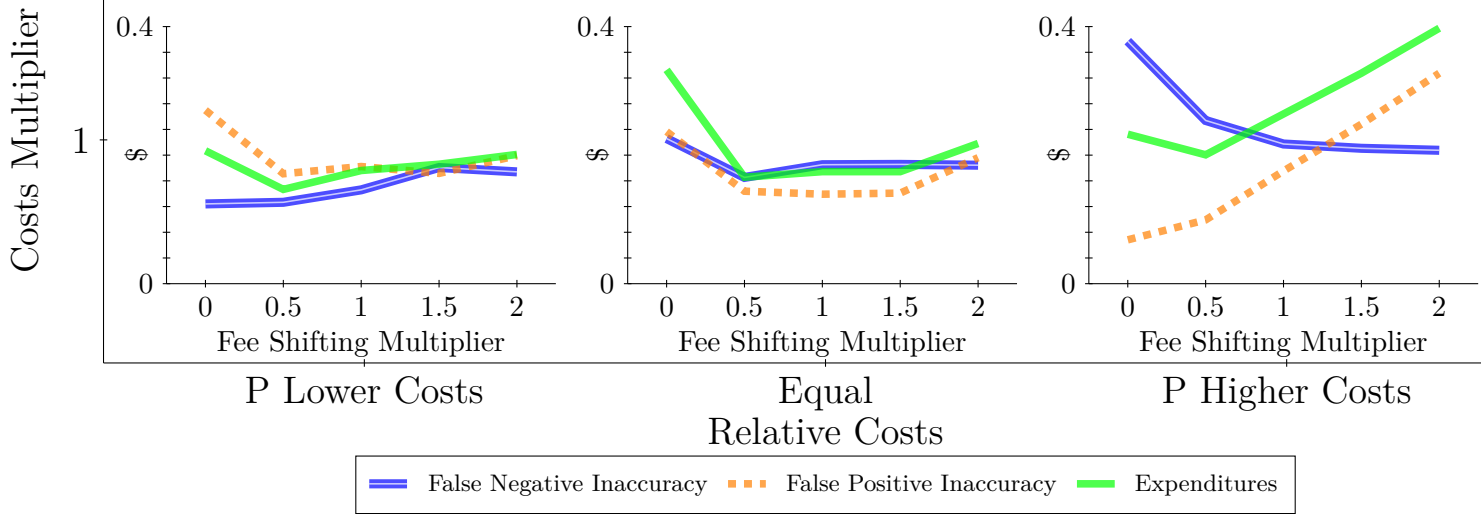 Costs Multiplier
1
0.4
$
0
0 0.5 1 1.5 2
Fee Shifting Multiplier
0.4
$
0
0 0.5 1 1.5 2
Fee Shifting Multiplier
0.4
$
0
0 0.5 1 1.5 2
Fee Shifting Multiplier
P Lower Costs
Equal
P Higher Costs
Relative Costs
False Negative Inaccuracy False Positive Inaccuracy Expenditures